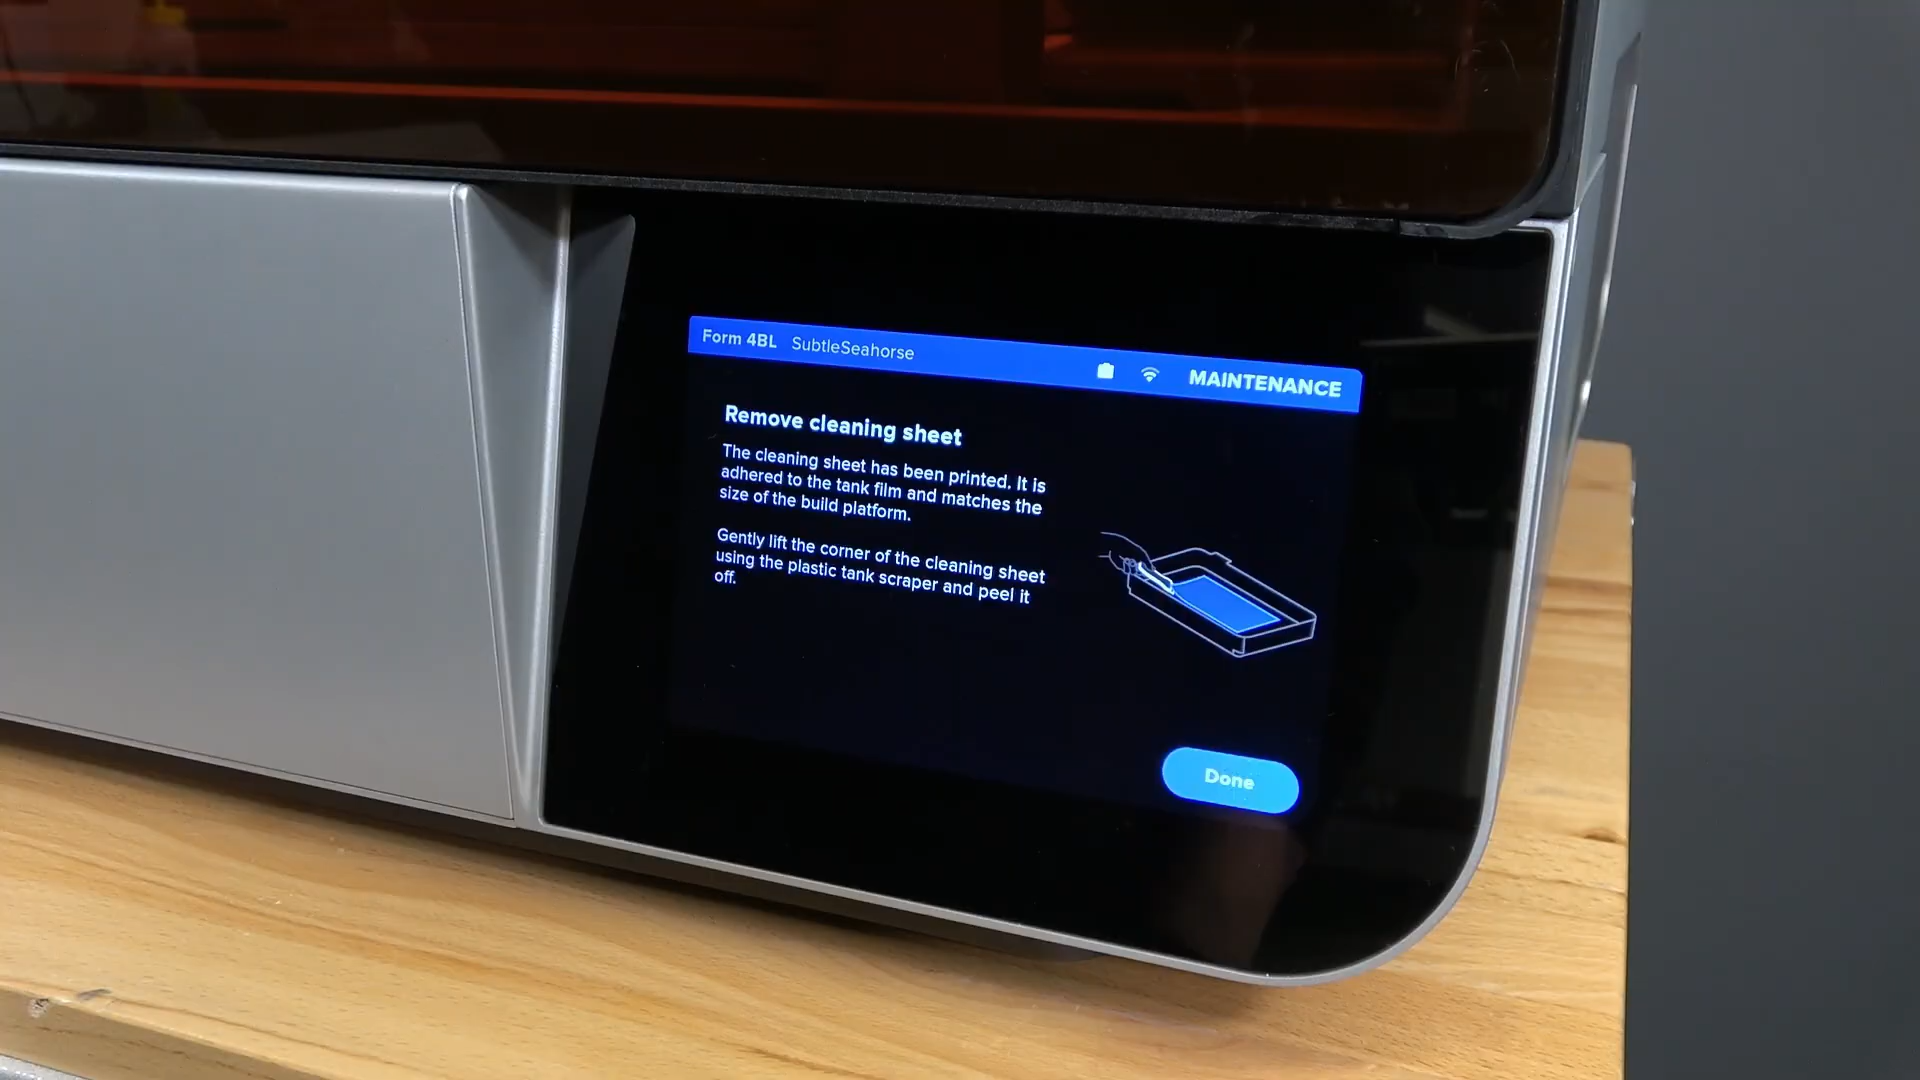 Form 4BL SubtleSeahorse MAINTENANCE
Remove cleaning sheet
The cleaning sheet has been printed. It is
adhered to the tank film and matches the
size of the build platform.
Gently lift the corner of the cleaning sheet
using the plastic tank scraper and peel it
off.
Done